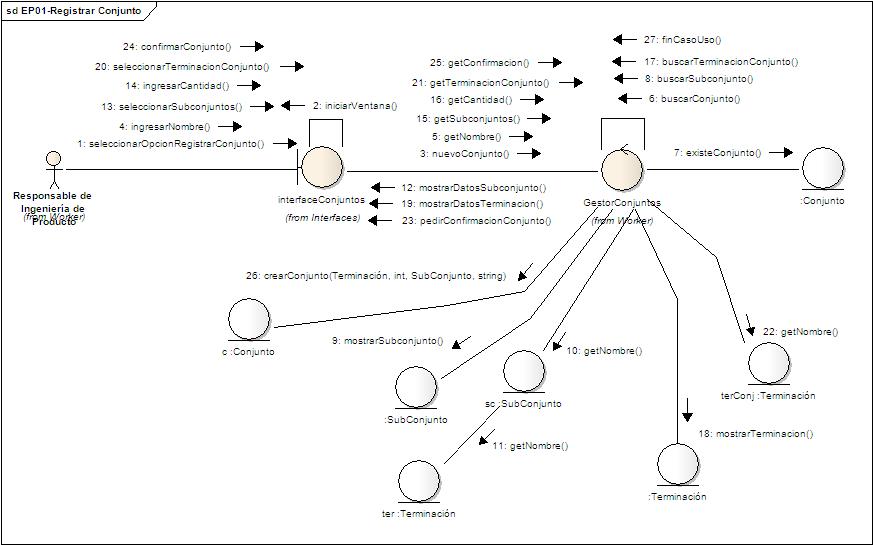 sd EP01-Registrar Conjunto
24: confirmarConjunto()
20: seleccionarTerminacionConjunto()
14: ingresarCantidad()
13: seleccionarSubconjuntos()
2: iniciarVentana()
4: ingresarNombre()
1: seleccionarOpcionRegistrarConjunto()
25: getConfirmacion()
21: getTerminacionConjunto()
16: getCantidad()
15: getSubconjuntos()
5: getNombre()
3: nuevoConjunto()
27: finCasoUso()
17: buscarTerminacionConjunto()
8: buscarSubconjunto()
6: buscarConjunto()
7: existeConjunto()
Responsable de
Ingeniería de
Producto
(from Worker)
interfaceConjuntos
(from Interfaces)
12: mostrarDatosSubconjunto()
19: mostrarDatosTerminacion()
23: pedirConfirmacionConjunto()
GestorConjuntos
(from Worker)
:Conjunto
26: crearConjunto(Terminación, int, SubConjunto, string)
c :Conjunto
9: mostrarSubconjunto()
10: getNombre()
22: getNombre()
:SubConjunto
sc :SubConjunto
terConj :Terminación
11: getNombre()
18: mostrarTerminacion()
ter :Terminación
:Terminación